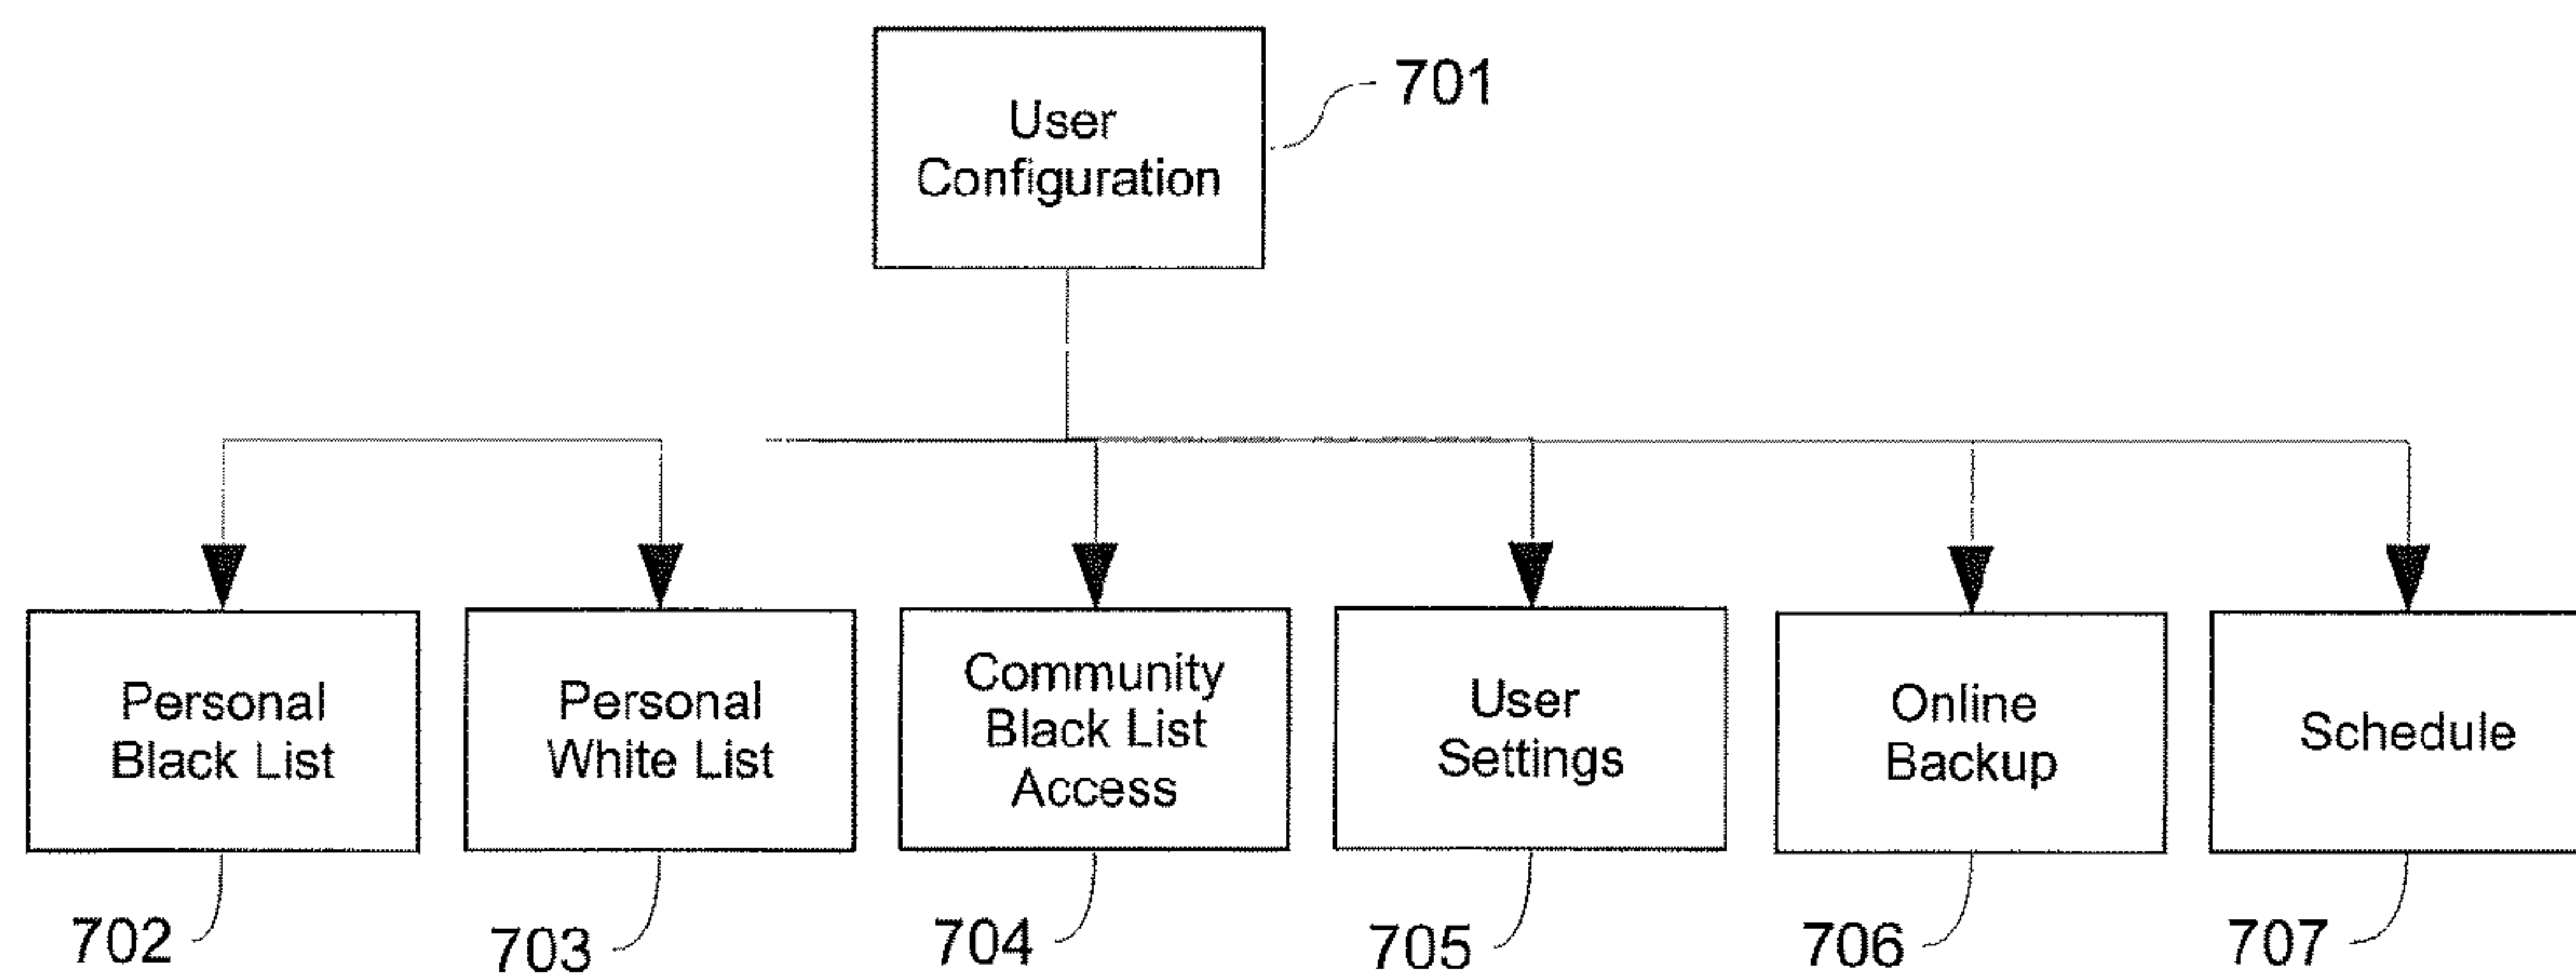 User
Configuration
701
Personal
Black List
Personal
White List
Community
Black List
Access
User
Settings
Online
Backup
Schedule
702
703
704
705
706
707